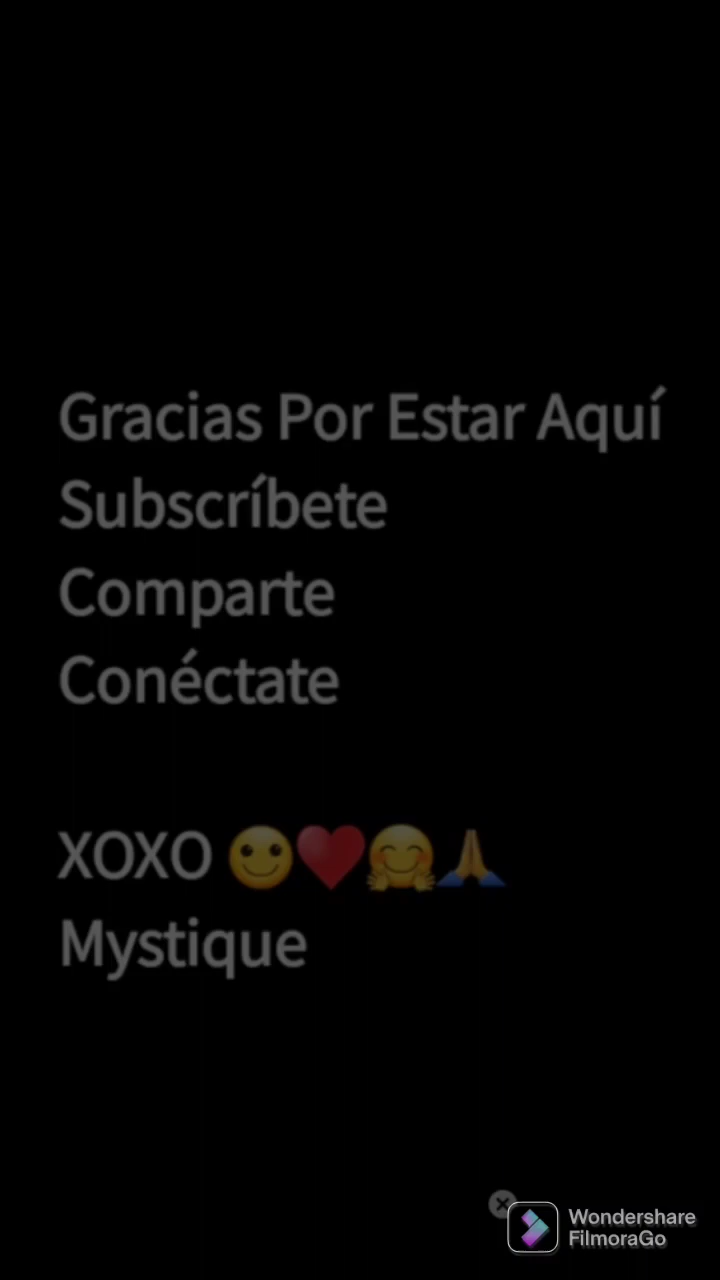 Gracias Por Estar Aquí
Subscríbete
Comparte
Conéctate
XOXO 🙂❤️🤗🙏
Mystique
Wondershare
FilmoraGo